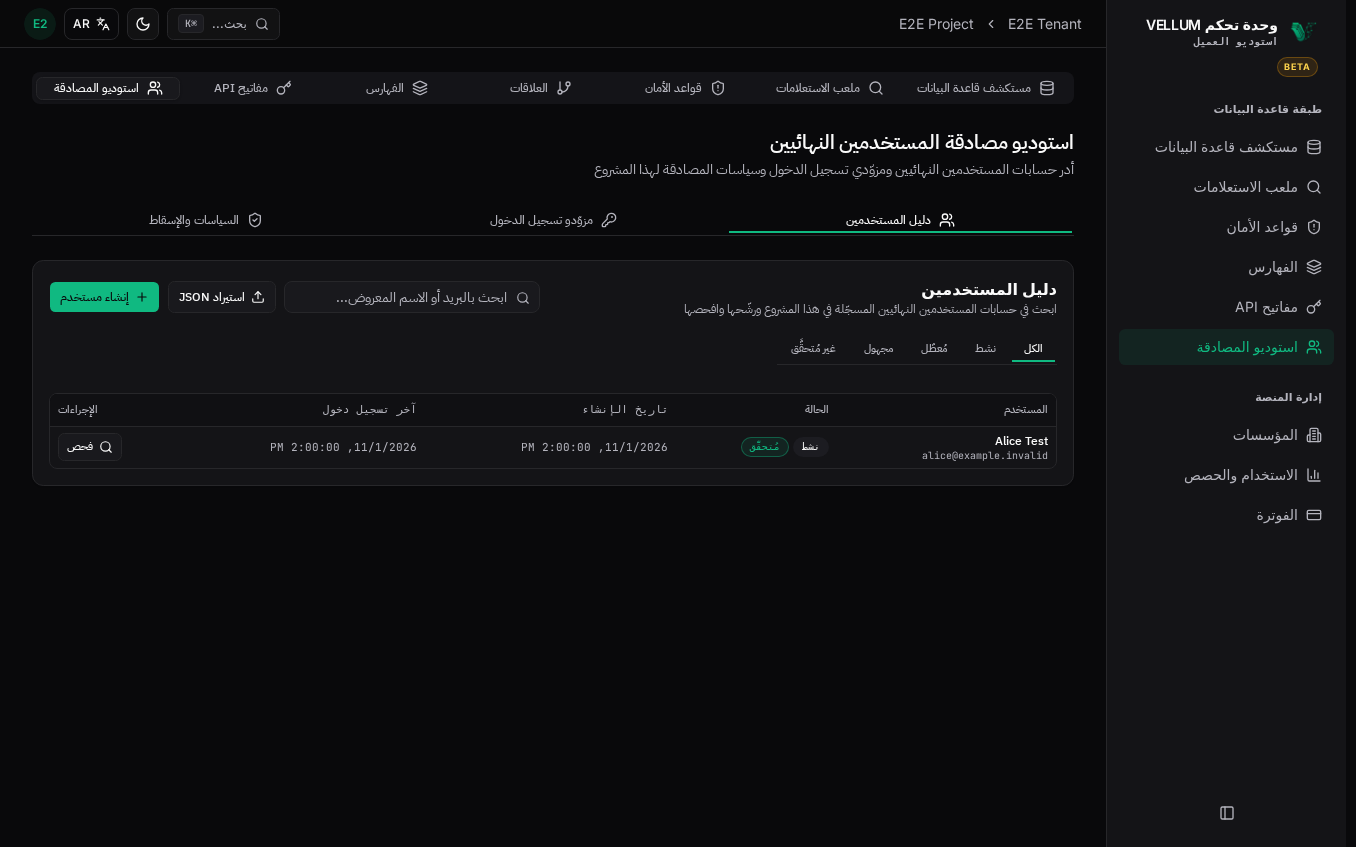 وحدة تحكم VELLUM
استوديو العميل
BETA
طبقة قاعدة البيانات
مستكشف قاعدة البيانات
ملعب الاستعلامات
قواعد الأمان
الفهارس
مفاتيح API
استوديو المصادقة
إدارة المنصة
المؤسسات
الاستخدام والحصص
الفوترة
E2E Tenant
E2E Project
بحث...
⌘K
AR
E2
مستكشف قاعدة البيانات
ملعب الاستعلامات
قواعد الأمان
العلاقات
الفهارس
مفاتيح API
استوديو المصادقة
استوديو مصادقة المستخدمين النهائيين
أدر حسابات المستخدمين النهائيين ومزوّدي تسجيل الدخول وسياسات المصادقة لهذا المشروع
دليل المستخدمين
مزوّدو تسجيل الدخول
السياسات والإسقاط
دليل المستخدمين
ابحث في حسابات المستخدمين النهائيين المسجّلة في هذا المشروع ورشّحها وافحصها
ابحث بالبريد أو الاسم المعروض...
استيراد JSON
إنشاء مستخدم
الكل
نشط
مُعطَّل
مجهول
غير مُتحقَّق
المستخدم
الحالة
تاريخ الإنشاء
آخر تسجيل دخول
الإجراءات
Alice Test
alice@example.invalid
نشط
مُتحقَّق
11/1/2026, 2:00:00 PM
11/1/2026, 2:00:00 PM
فحص